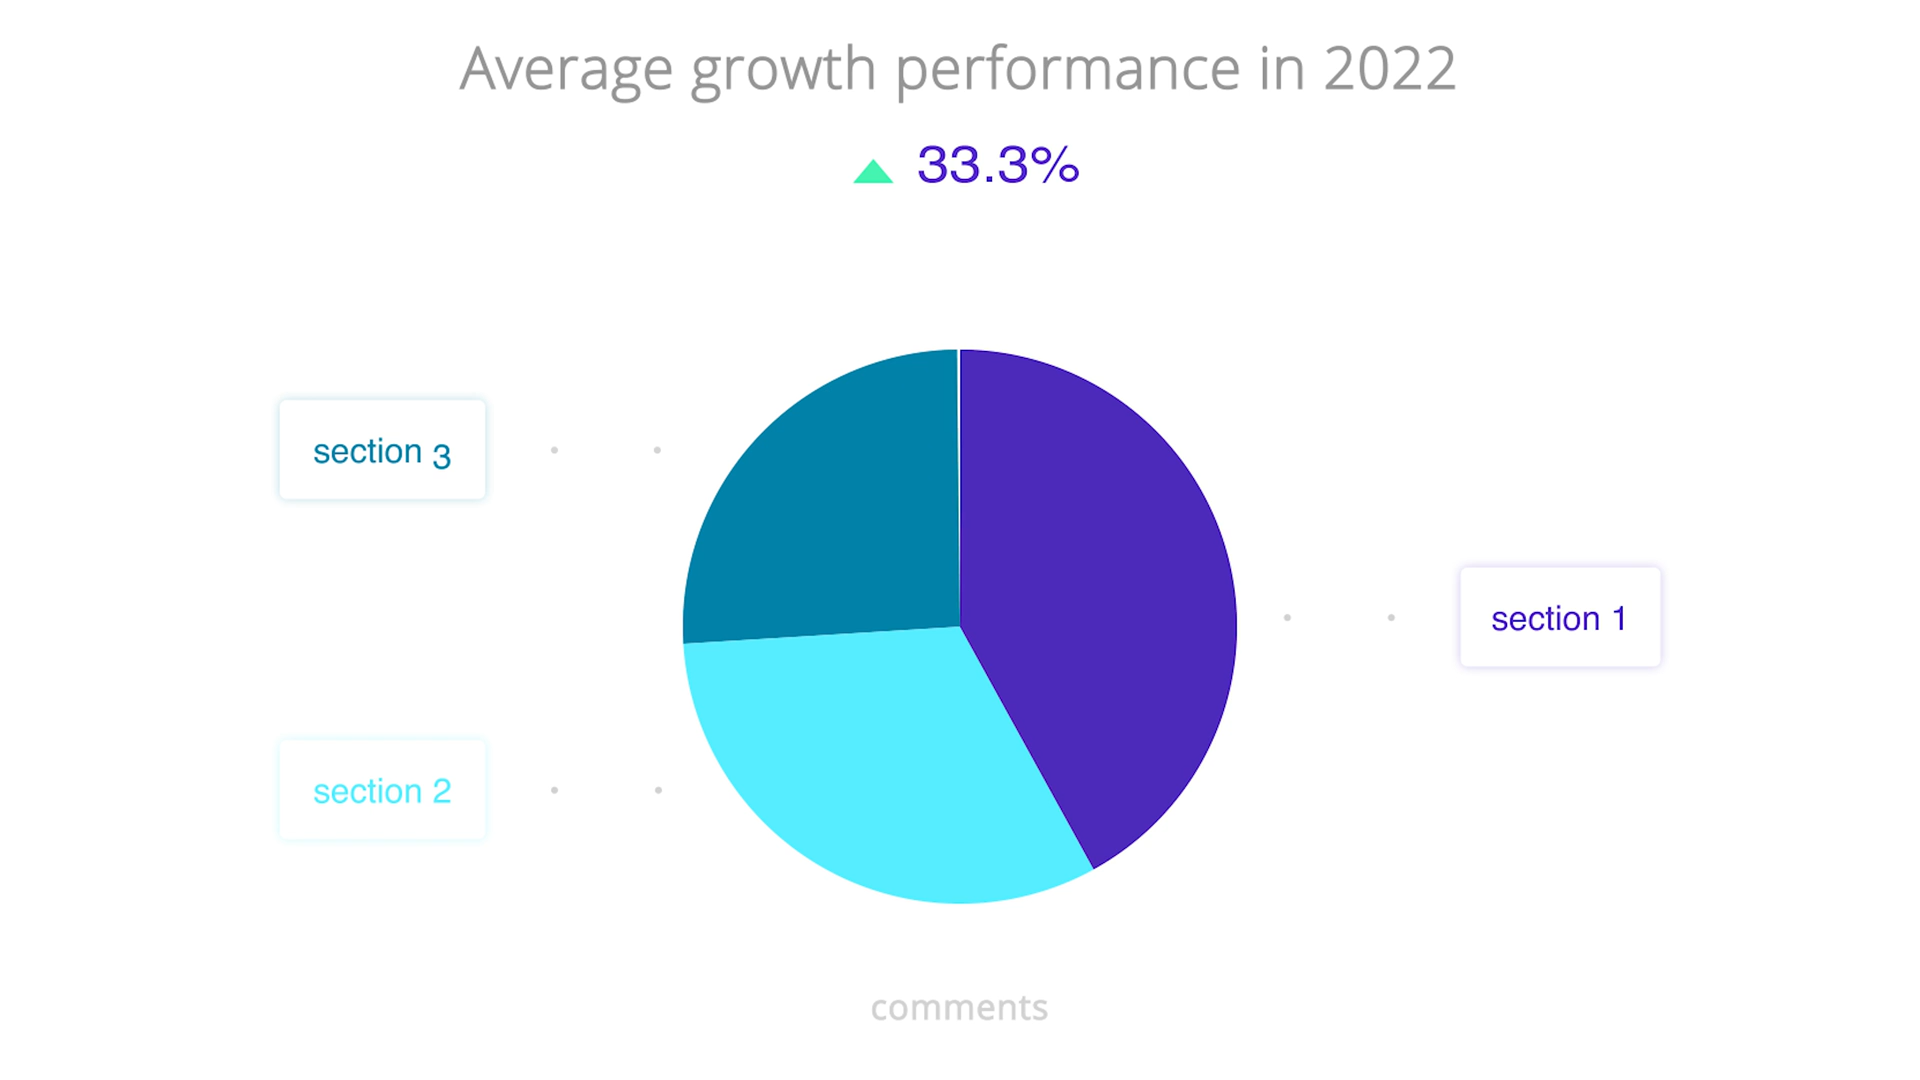 Average growth performance in 2022
33.3%
section 3
section 1
section 2
comments